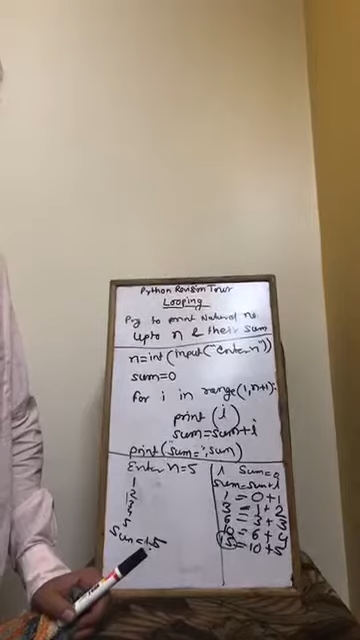 Python Revision Tour
Looping
Prg to print Natural no.
upto n & their sum
n=int(input("Enter n"))
sum=0
for i in range(1,n+1):
print(i)
sum=sum+i
print("sum=",sum)
Enter n=5
1
2
3
4
5
sum=15
sum=0
sum=sum+i
1 = 0+1
3 = 1+2
6 = 3+3
10 = 6+4
15 = 10+5